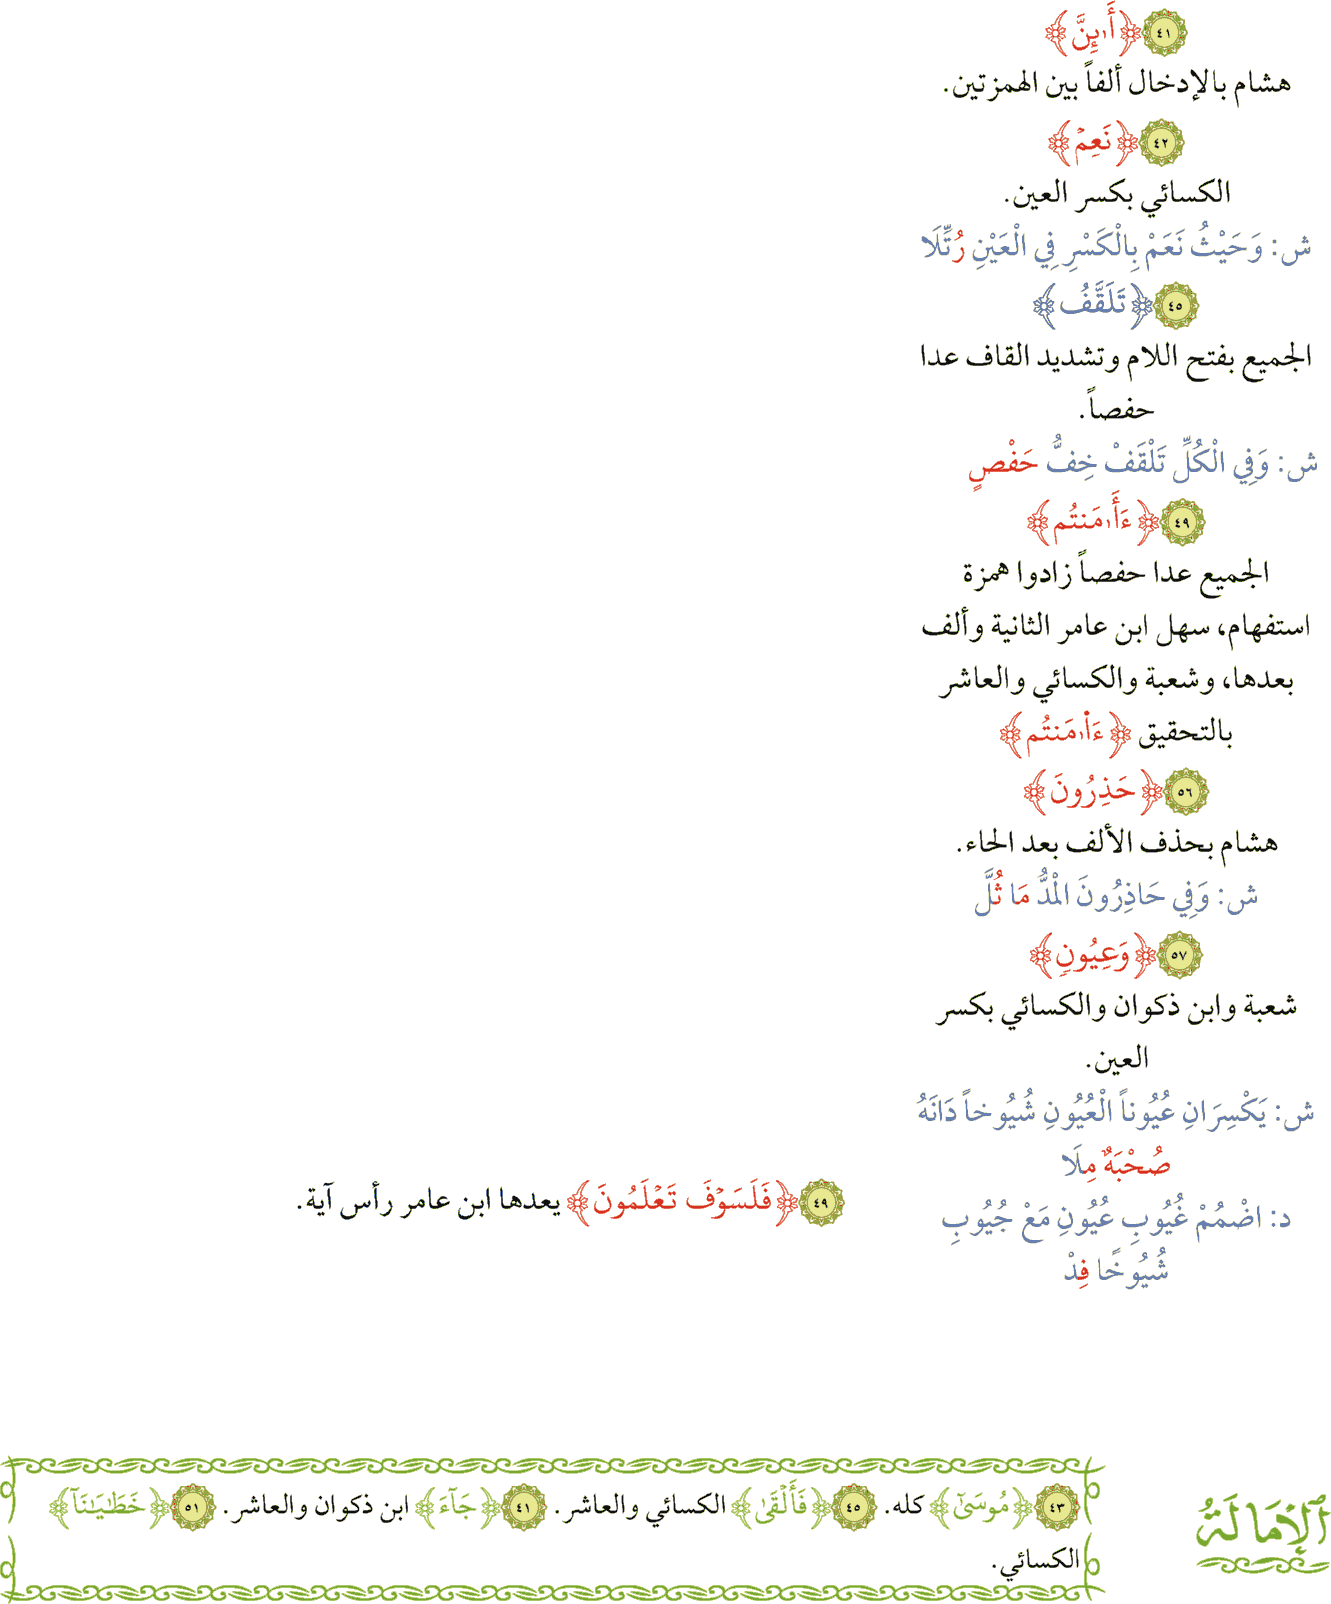 ٤١ ﴿أَ۟ئِنَّ﴾
هشام بالإدخال ألفاً بين الهمزتين.
٤٢ ﴿نَعِمۡ﴾
الكسائي بكسر العين.
ش: وَحَيْثُ نَعَمْ بِالْكَسْرِ فِي الْعَيْنِ رُتِّلَا
٤٥ ﴿تَلَقَّفُ﴾
الجميع بفتح اللام وتشديد القاف عدا
حفصاً.
ش: وَفِي الْكُلِّ تَلْقَفْ خِفُّ حَفْصٍ
٤٩ ﴿ءَأَ۬مَنتُم﴾
الجميع عدا حفصاً زادوا همزة
استفهام، سهل ابن عامر الثانية وألف
بعدها، وشعبة والكسائي والعاشر
بالتحقيق ﴿ءَا۬مَنتُم﴾
٥٦ ﴿حَذِرُونَ﴾
هشام بحذف الألف بعد الحاء.
ش: وَفِي حَاذِرُونَ الْمَدُّ مَا ثُلَّ
٥٧ ﴿وَعِيُونٖ﴾
شعبة وابن ذكوان والكسائي بكسر
العين.
ش: يَكْسِرَانِ عُيُوناً الْعُيُونِ شُيُوخاً دَانَهُ
صُحْبَةٌ مِلَا
د: اضْمُمْ غُيُوبِ عُيُونِ مَعْ جُيُوبِ
شُيُوخًا فِدْ
٤٩ ﴿فَلَسَوۡفَ تَعۡلَمُونَ﴾ يعدها ابن عامر رأس آية.
الإمالة
٤٣ ﴿مُوسَىٰٓ﴾ كله. ٤٥ ﴿فَأَلۡقَىٰ﴾ الكسائي والعاشر. ٤١ ﴿جَآءَ﴾ ابن ذكوان والعاشر. ٥١ ﴿خَطَٰيَٰنَآ﴾
الكسائي.